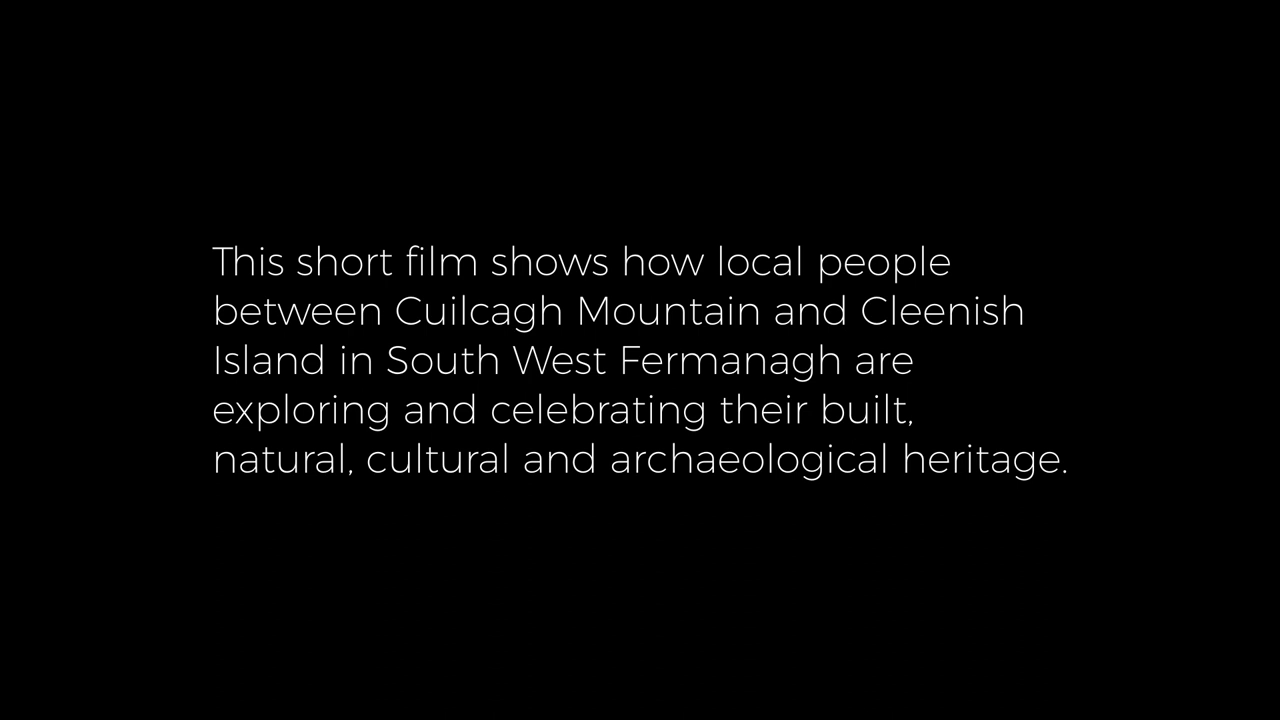 This short film shows how local people
between Cuilcagh Mountain and Cleenish
Island in South West Fermanagh are
exploring and celebrating their built,
natural, cultural and archaeological heritage.